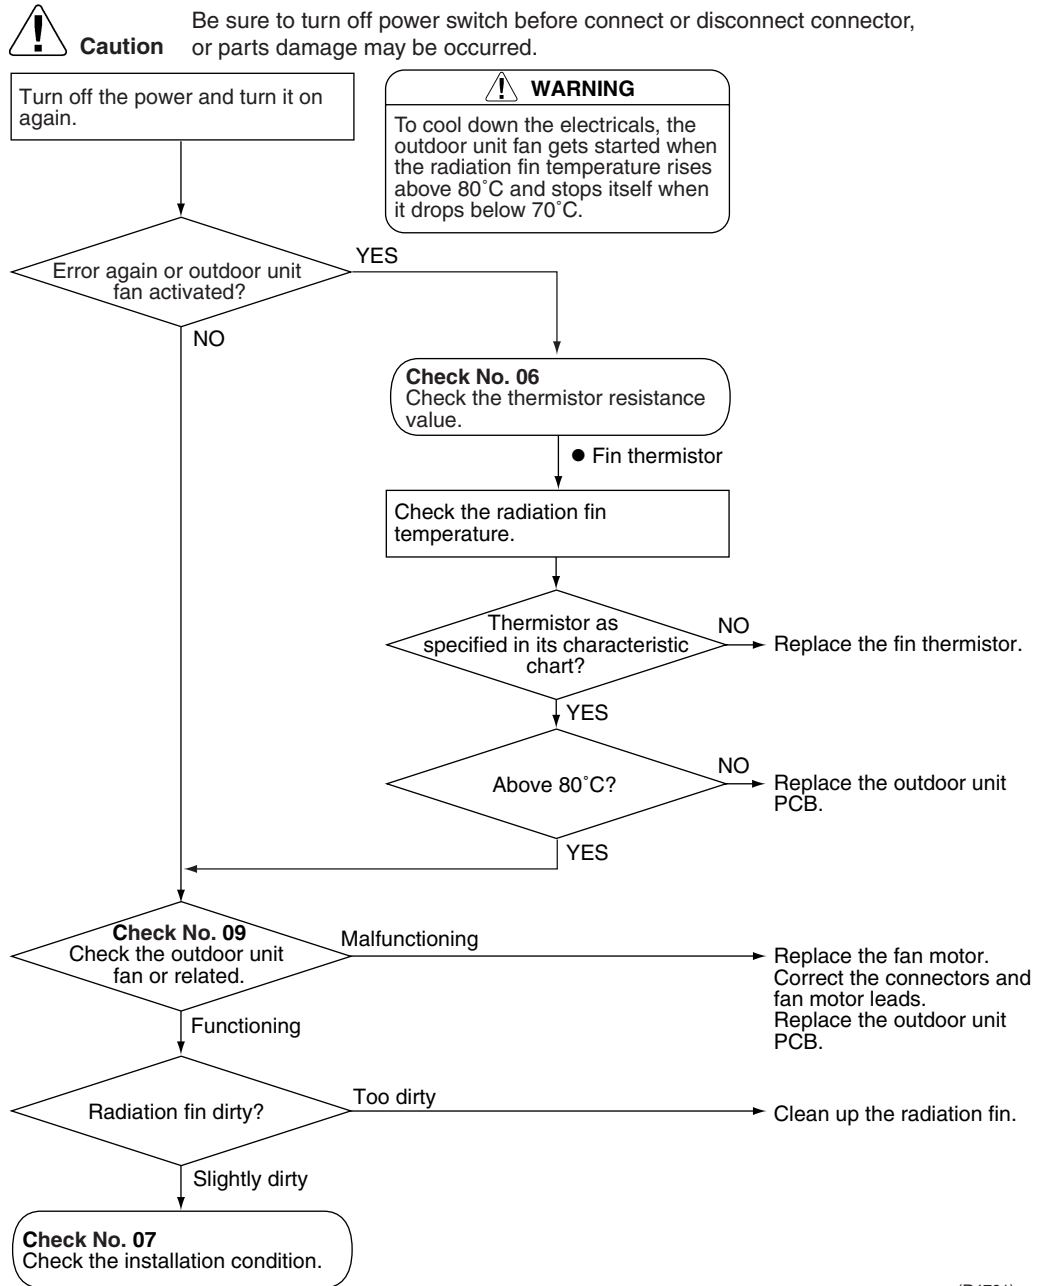 Be sure to turn off power switch before connect or disconnect connector,
Caution or parts damage may be occurred.
Turn off the power and turn it on
again.
WARNING
To cool down the electricals, the
outdoor unit fan gets started when
the radiation fin temperature rises
above 80˚C and stops itself when
it drops below 70˚C.
Error again or outdoor unit
fan activated?
YES
NO
Check No. 06
Check the thermistor resistance
value.
● Fin thermistor
Check the radiation fin
temperature.
Thermistor as
specified in its characteristic
chart?
NO
Replace the fin thermistor.
YES
Above 80˚C?
NO
Replace the outdoor unit
PCB.
YES
Check No. 09
Check the outdoor unit
fan or related.
Malfunctioning
Replace the fan motor.
Correct the connectors and
fan motor leads.
Replace the outdoor unit
PCB.
Functioning
Radiation fin dirty?
Too dirty
Clean up the radiation fin.
Slightly dirty
Check No. 07
Check the installation condition.